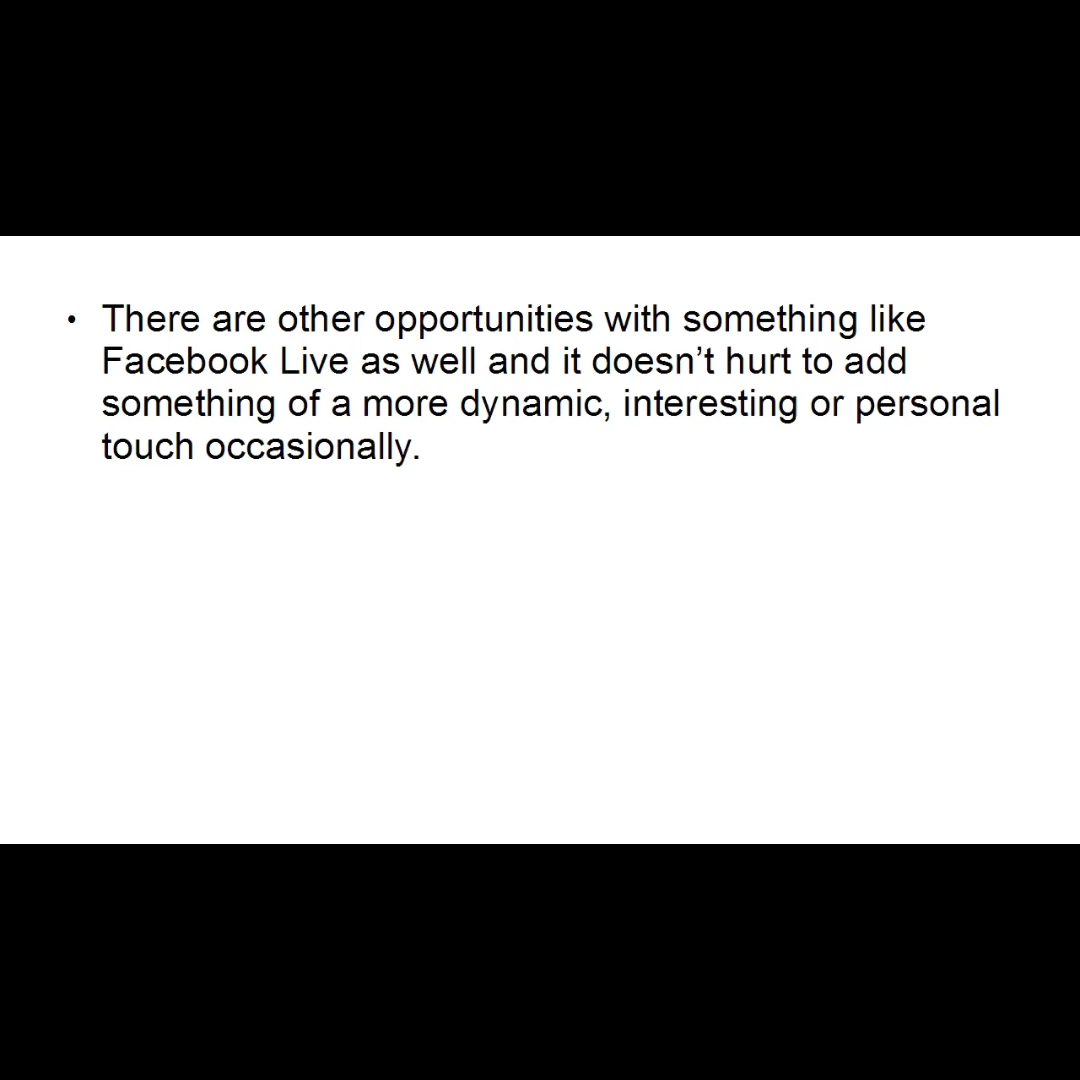 • There are other opportunities with something like
Facebook Live as well and it doesn’t hurt to add
something of a more dynamic, interesting or personal
touch occasionally.